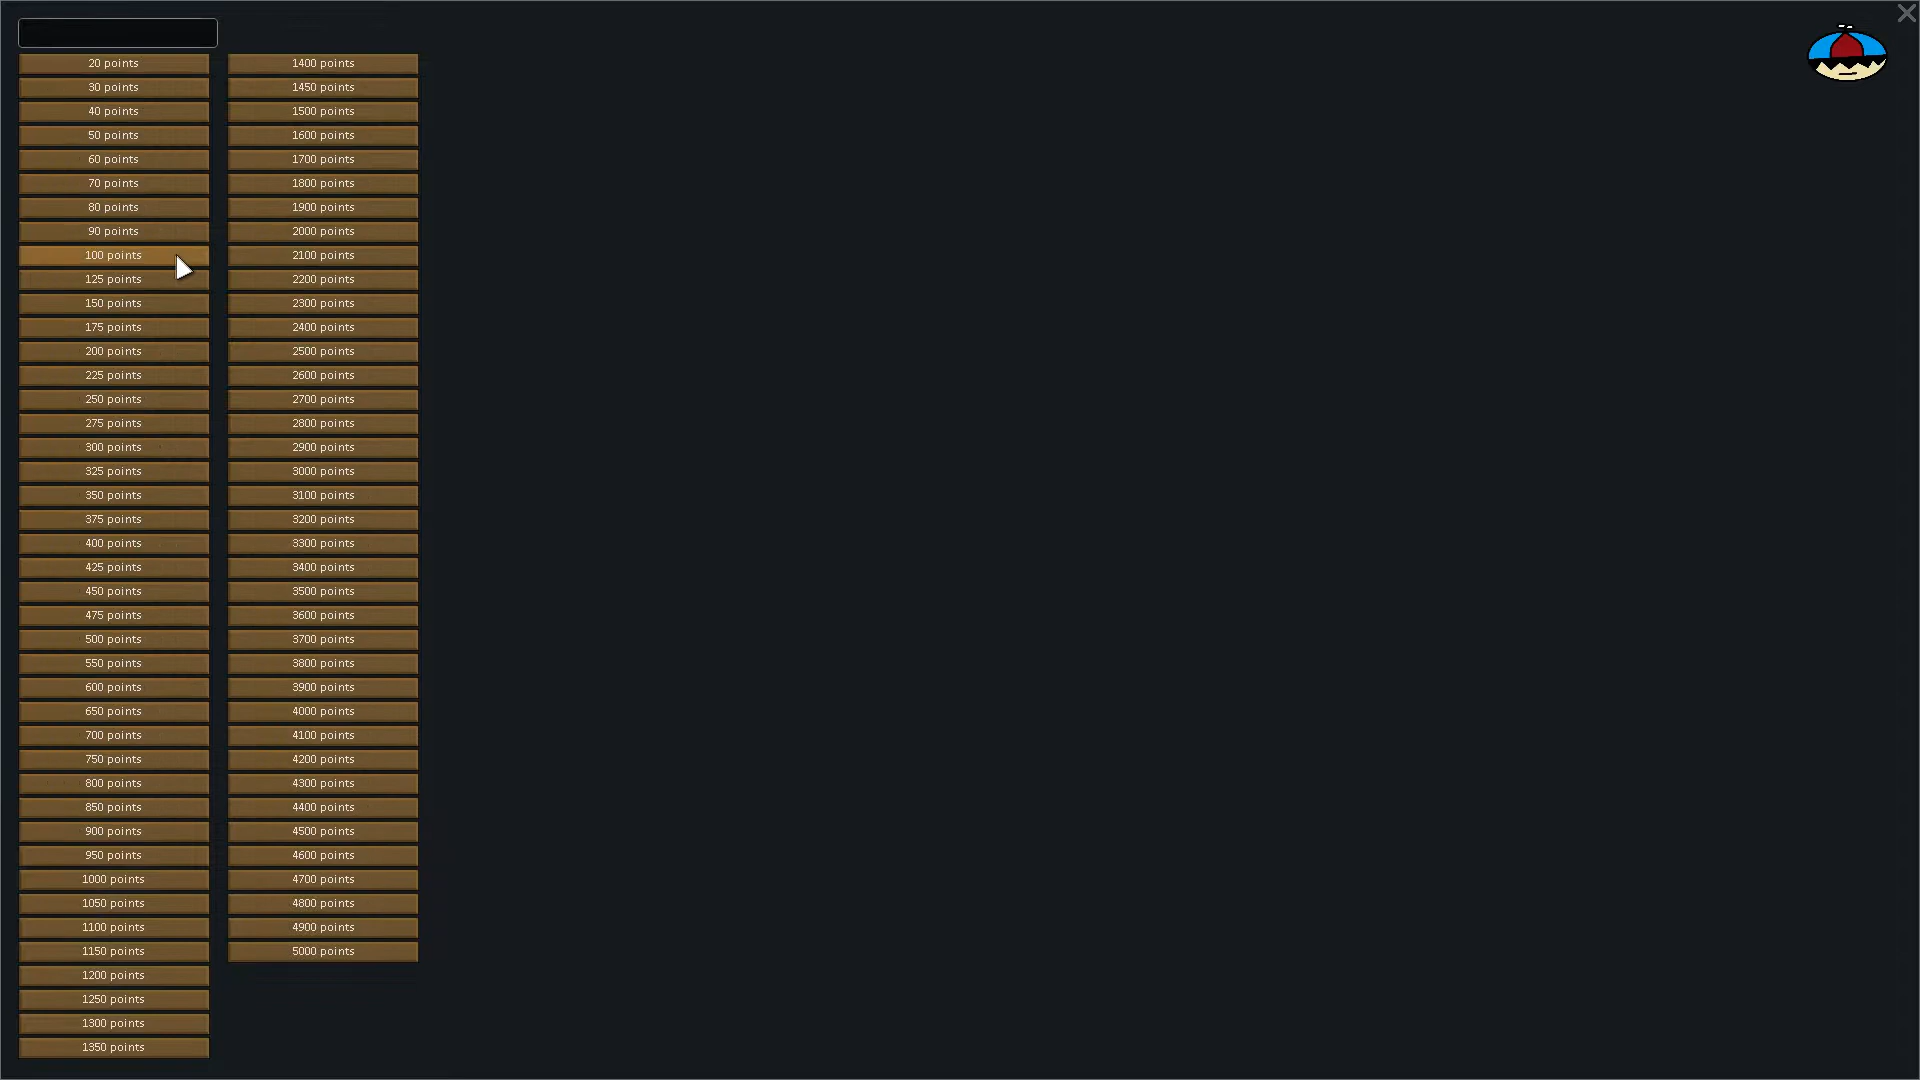 20 points
30 points
40 points
50 points
60 points
70 points
80 points
90 points
100 points
125 points
150 points
175 points
200 points
225 points
250 points
275 points
300 points
325 points
350 points
375 points
400 points
425 points
450 points
475 points
500 points
550 points
600 points
650 points
700 points
750 points
800 points
850 points
900 points
950 points
1000 points
1050 points
1100 points
1150 points
1200 points
1250 points
1300 points
1350 points
1400 points
1450 points
1500 points
1600 points
1700 points
1800 points
1900 points
2000 points
2100 points
2200 points
2300 points
2400 points
2500 points
2600 points
2700 points
2800 points
2900 points
3000 points
3100 points
3200 points
3300 points
3400 points
3500 points
3600 points
3700 points
3800 points
3900 points
4000 points
4100 points
4200 points
4300 points
4400 points
4500 points
4600 points
4700 points
4800 points
4900 points
5000 points